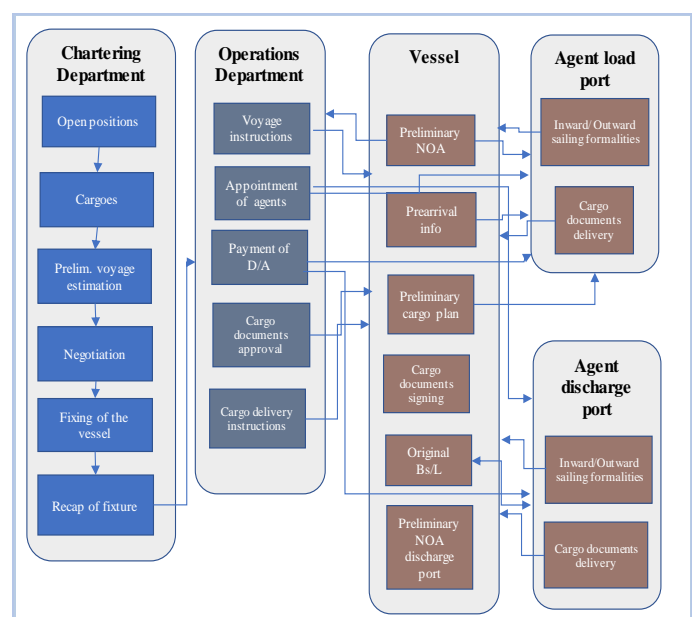 Chartering
Department
Open positions
Cargoes
Prelim. voyage
estimation
Negotiation
Fixing of the
vessel
Recap of fixture
Operations
Department
Voyage
instructions
Appointment
of agents
Payment of
D/A
Cargo
documents
approval
Cargo delivery
instructions
Vessel
Preliminary
NOA
Prearrival
info
Preliminary
cargo plan
Cargo
documents
signing
Original
Bs/L
Preliminary
NOA
discharge
port
Agent load
port
Inward/Outward
sailing formalities
Cargo
documents
delivery
Agent
discharge
port
Inward/Outward
sailing formalities
Cargo documents
delivery